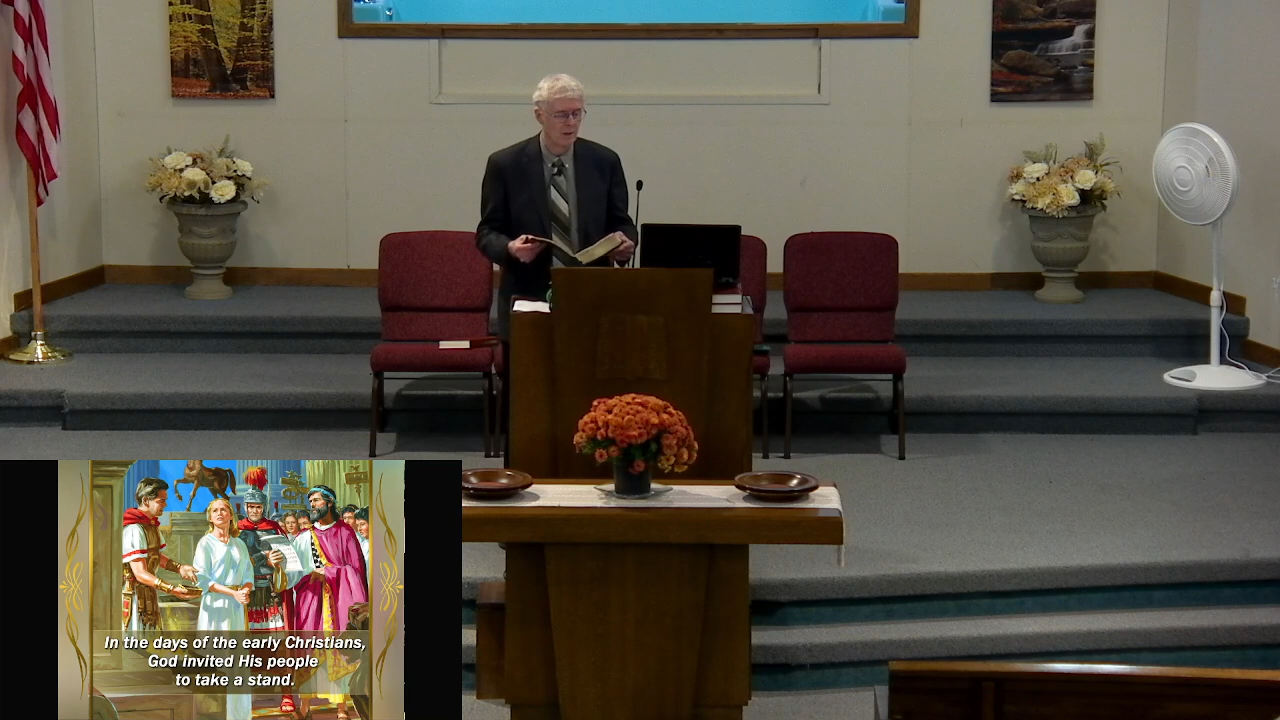 In the days of the early Christians,
God invited His people
to take a stand.